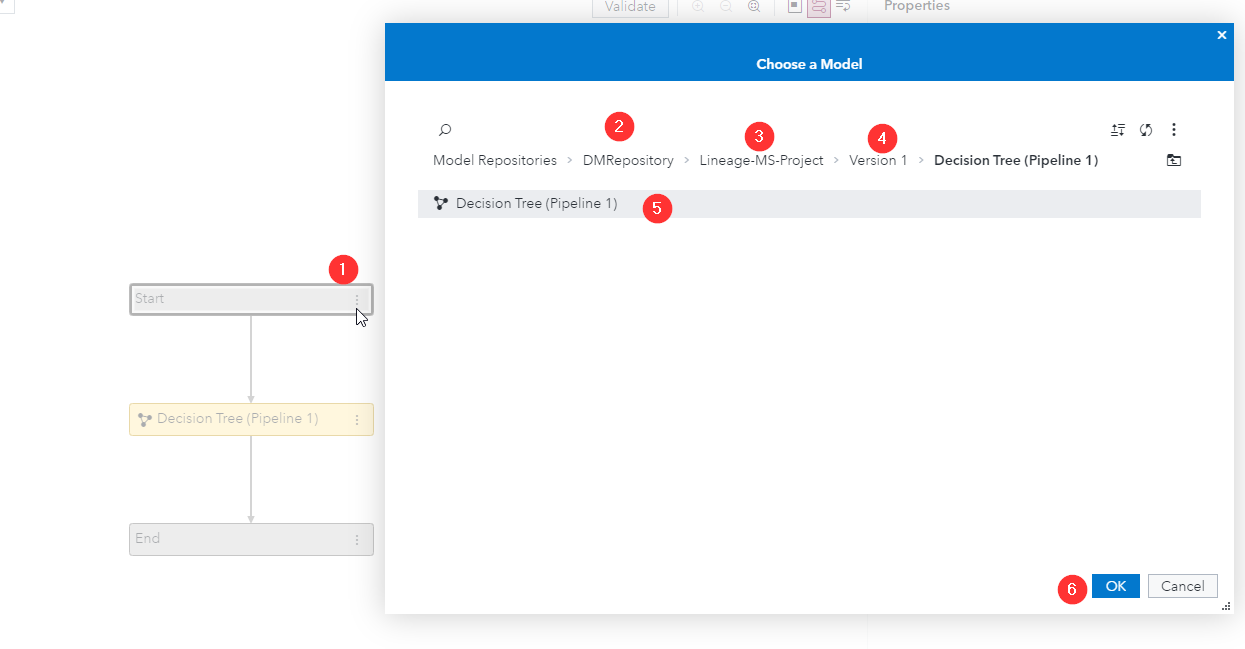 Validate
Properties
Choose a Model
2
3
4
Model Repositories > DMRepository > Lineage-MS-Project > Version 1 > Decision Tree (Pipeline 1)
Decision Tree (Pipeline 1)
5
1
Start
Decision Tree (Pipeline 1)
End
6
OK
Cancel